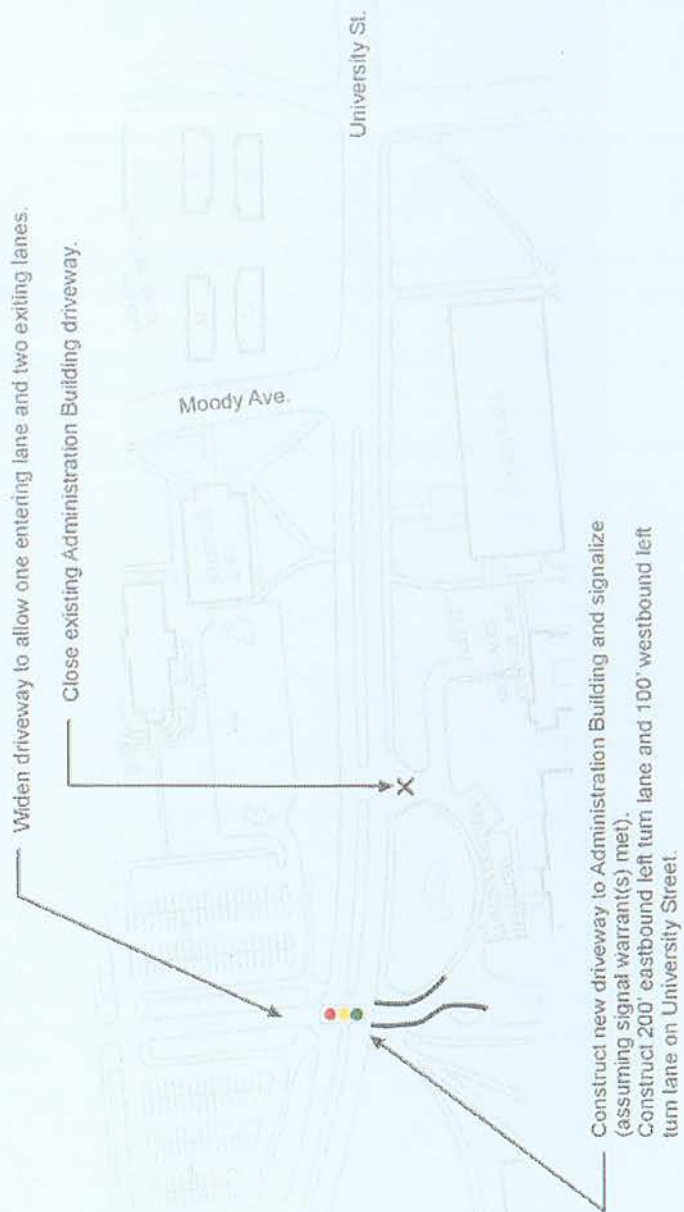 Widen driveway to allow one entering lane and two exiting lanes.
Close existing Administration Building driveway.
University St.
Moody Ave.
Construct new driveway to Administration Building and signalize
(assuming signal warrant(s) met).
Construct 200' eastbound left turn lane and 100' westbound left
turn lane on University Street.